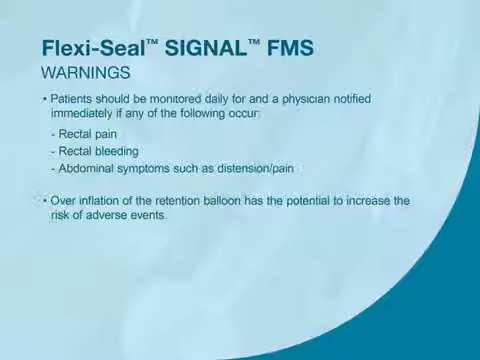 Flexi-Seal™ SIGNAL™ FMS
WARNINGS
• Patients should be monitored daily for and a physician notified
immediately if any of the following occur:
- Rectal pain
- Rectal bleeding
- Abdominal symptoms such as distension/pain
• Over inflation of the retention balloon has the potential to increase the
risk of adverse events.